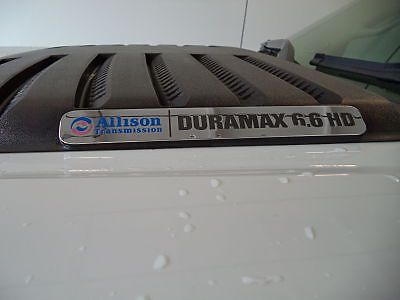 Allison DURAMAX 6.6 HD
Transmission